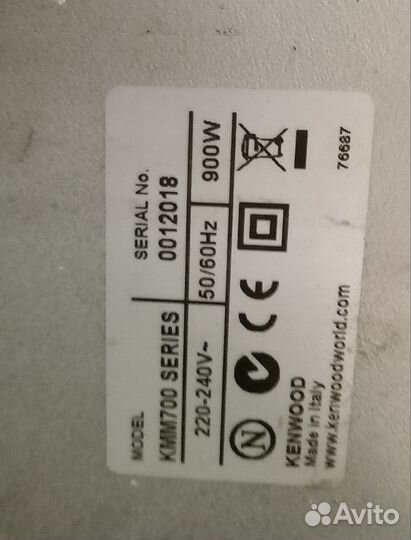 MODEL SERIAL No.
KMM700 SERIES 0012018
220-240V~ 50/60Hz 900W
N
CE
KENWOOD
Made in Italy
www.kenwoodworld.com 76687
Avito